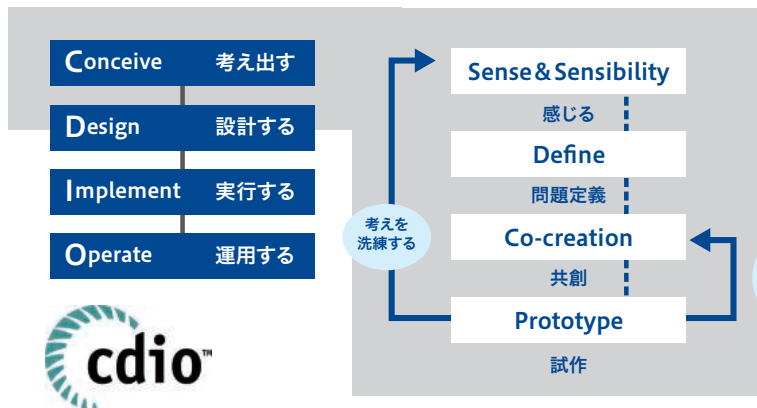 Conceive 考え出す
Design 設計する
Implement 実行する
Operate 運用する
cdio™
Sense&Sensibility
感じる
Define
問題定義
考えを
洗練する
Co-creation
共創
Prototype
試作